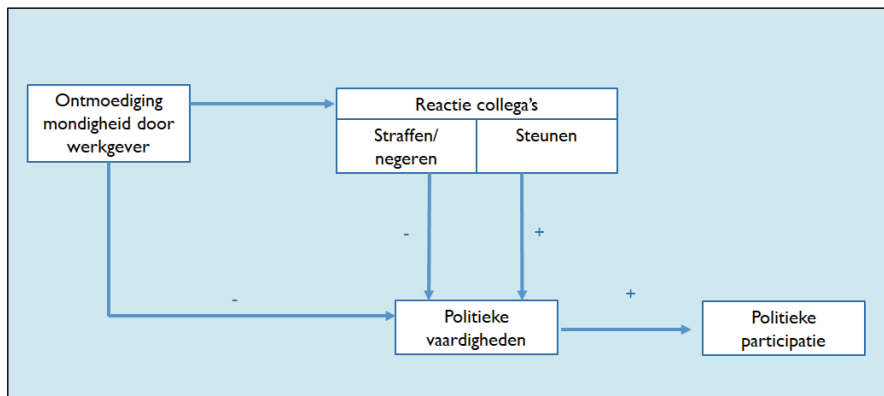 Ontmoediging
mondigheid door
werkgever
Reactie collega's
Straffen/
negeren
Steunen
-
+
-
Politieke
vaardigheden
+
Politieke
participatie